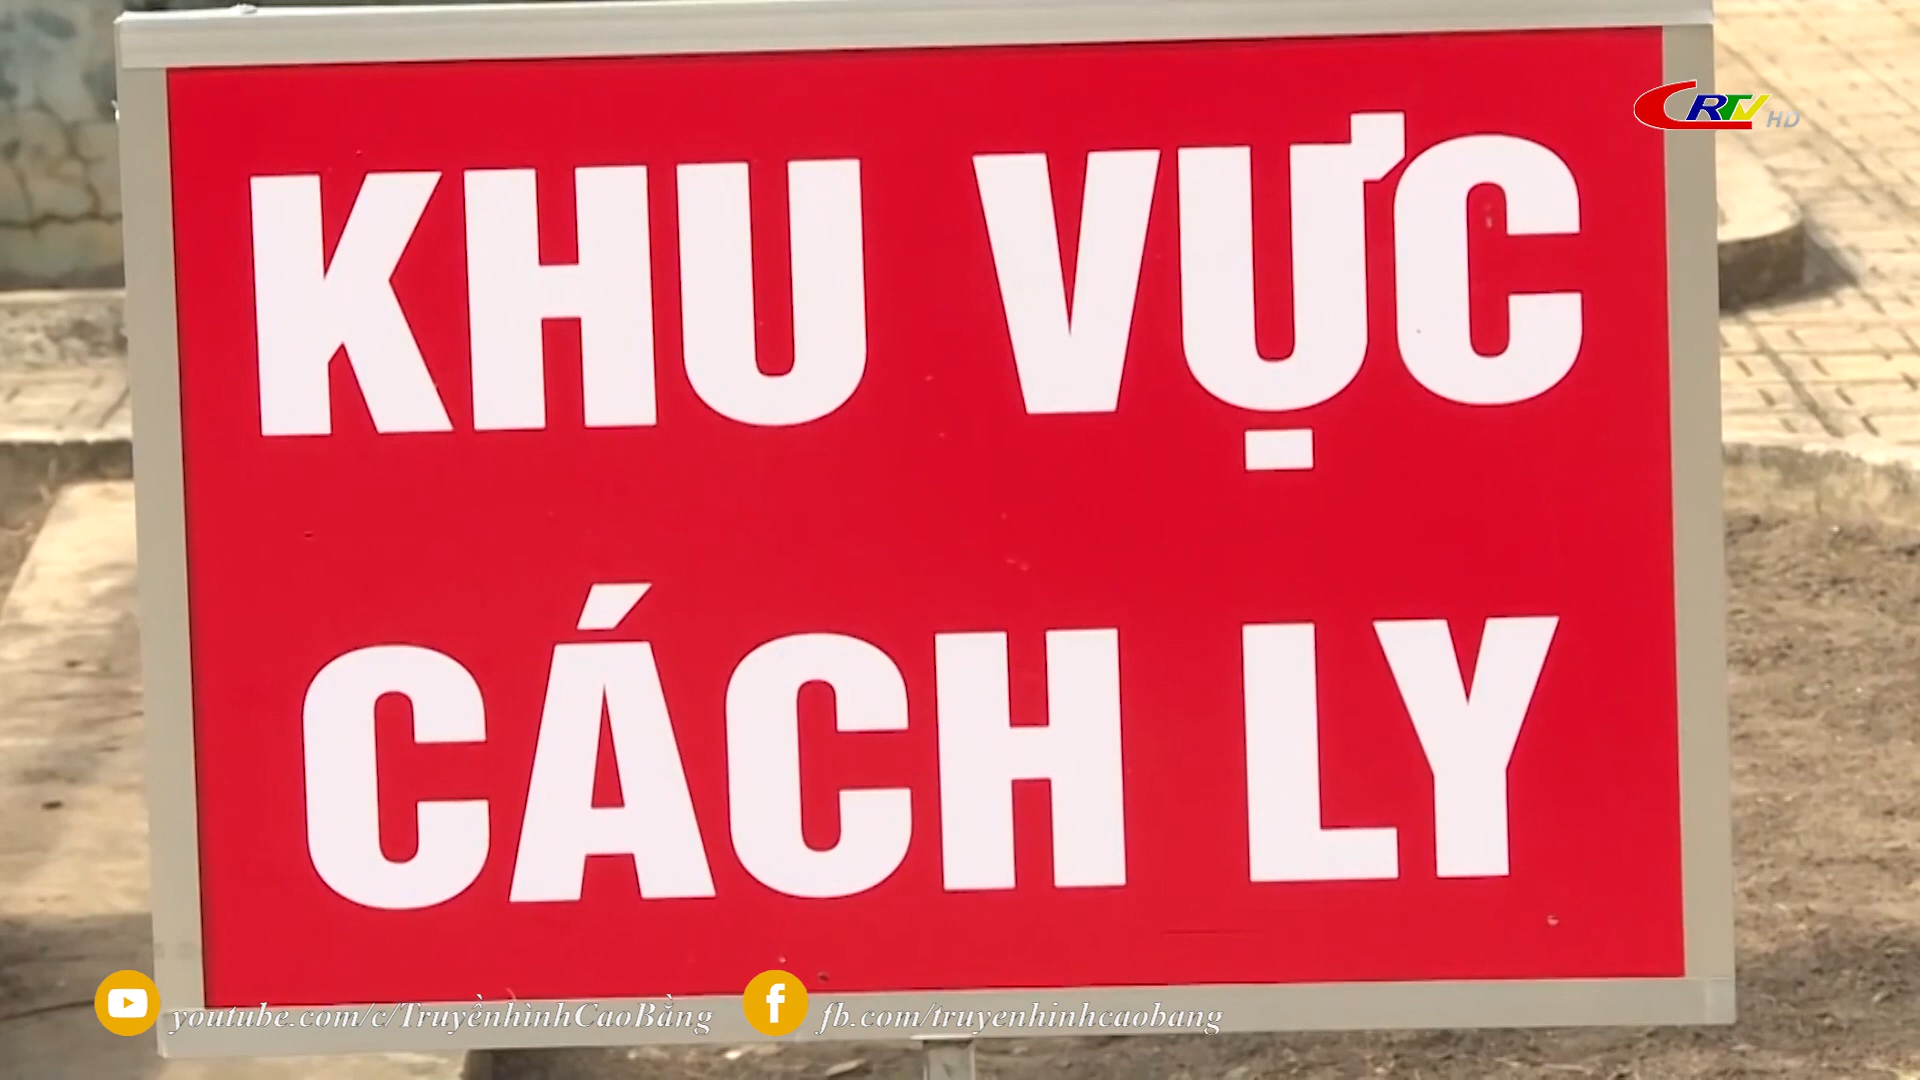 CRTV HD
KHU VỰC
CÁCH LY
youtube.com/c/TruyềnhìnhCaoBằng
fb.com/truyenhinhcaobang